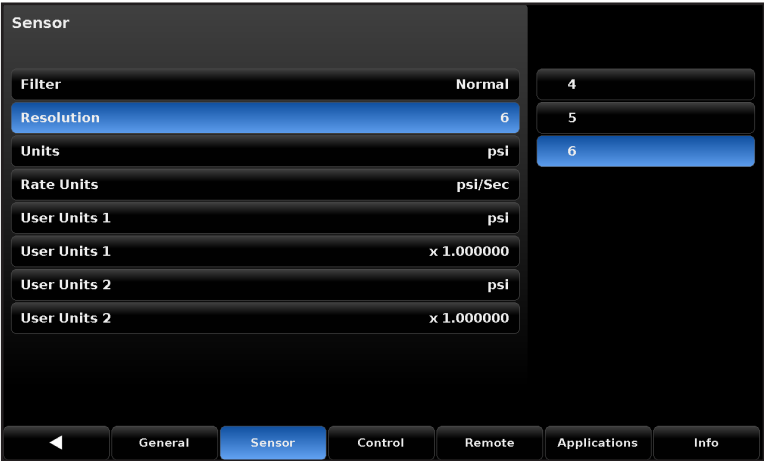 Sensor
Filter Normal
Resolution 6
Units psi
Rate Units psi/Sec
User Units 1 psi
User Units 1 x 1.000000
User Units 2 psi
User Units 2 x 1.000000
4
5
6
General Sensor Control Remote Applications Info